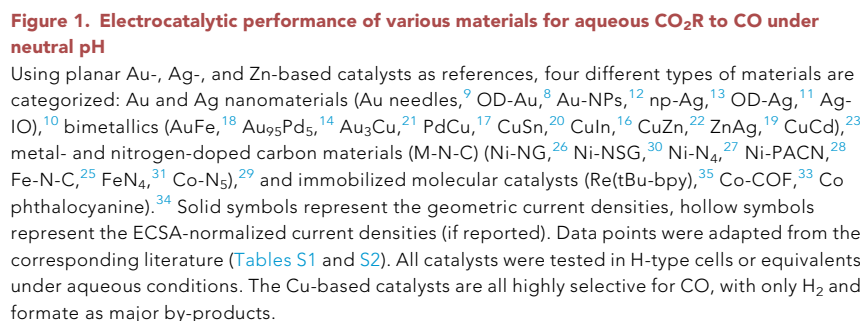 Figure 1. Electrocatalytic performance of various materials for aqueous CO₂R to CO under
neutral pH
Using planar Au-, Ag-, and Zn-based catalysts as references, four different types of materials are
categorized: Au and Ag nanomaterials (Au needles,⁹ OD-Au,⁸ Au-NPs,¹² np-Ag,¹³ OD-Ag,¹¹ Ag-
IO),¹⁰ bimetallics (AuFe,¹⁸ Au₉₅Pd₅,¹⁴ Au₃Cu,²¹ PdCu,¹⁷ CuSn,²⁰ CuIn,¹⁶ CuZn,²² ZnAg,¹⁹ CuCd),²³
metal- and nitrogen-doped carbon materials (M-N-C) (Ni-NG,²⁶ Ni-NSG,³⁰ Ni-N₄,²⁷ Ni-PACN,²⁸
Fe-N-C,²⁵ FeN₄,³¹ Co-N₅),²⁹ and immobilized molecular catalysts (Re(tBu-bpy),³⁵ Co-COF,³³ Co
phthalocyanine).³⁴ Solid symbols represent the geometric current densities, hollow symbols
represent the ECSA-normalized current densities (if reported). Data points were adapted from the
corresponding literature (Tables S1 and S2). All catalysts were tested in H-type cells or equivalents
under aqueous conditions. The Cu-based catalysts are all highly selective for CO, with only H₂ and
formate as major by-products.